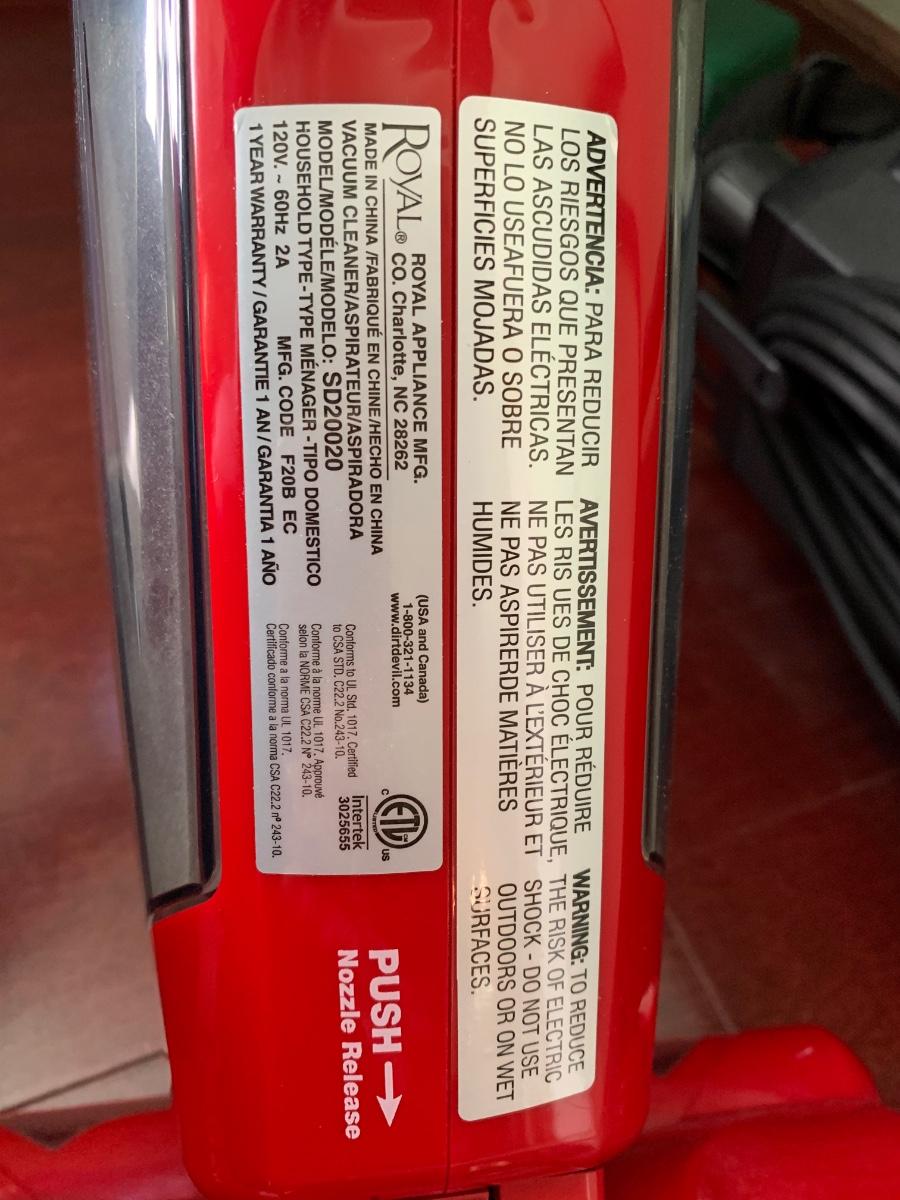 ADVERTENCIA: PARA REDUCIR
LOS RIESGOS QUE PRESENTAN
LAS ASCUDIDAS ELÉCTRICAS.
NO LO USEAFUERA O SOBRE
SUPERFICIES MOJADAS.
AVERTISSEMENT: POUR RÉDUIRE
LES RIS UES DE CHOC ÉLECTRIQUE,
NE PAS UTILISER À L'EXTÉRIEUR ET
NE PAS ASPIRERDE MATIÈRES
HUMIDES.
WARNING: TO REDUCE
THE RISK OF ELECTRIC
SHOCK - DO NOT USE
OUTDOORS OR ON WET
SURFACES.
ROYAL® ROYAL APPLIANCE MFG.
CO. Charlotte, NC 28262
MADE IN CHINA /FABRIQUÉ EN CHINE/HECHO EN CHINA
VACUUM CLEANER/ASPIRATEUR/ASPIRADORA
MODEL/MODÉLE/MODELO: SD20020
HOUSEHOLD TYPE-TYPE MÉNAGER -TIPO DOMESTICO
120V. ~ 60Hz 2A MFG. CODE F20B EC
1YEAR WARRANTY / GARANTIE 1 AN / GARANTIA 1 AÑO
(USA and Canada)
1-800-321-1134
www.dirtdevil.com
Conforms to UL Std. 1017, Certified
to CSA STD. C22.2 No.243-10.
Conforme à la norme UL 1017, Approuvé
selon la NORME CSA C22.2 N° 243-10.
Conforme a la norma UL 1017.
Certificado conforme a la norma CSA C22.2 nº 243-10.
C ETL CM US
LISTED
Intertek
3025655
PUSH →
Nozzle Release